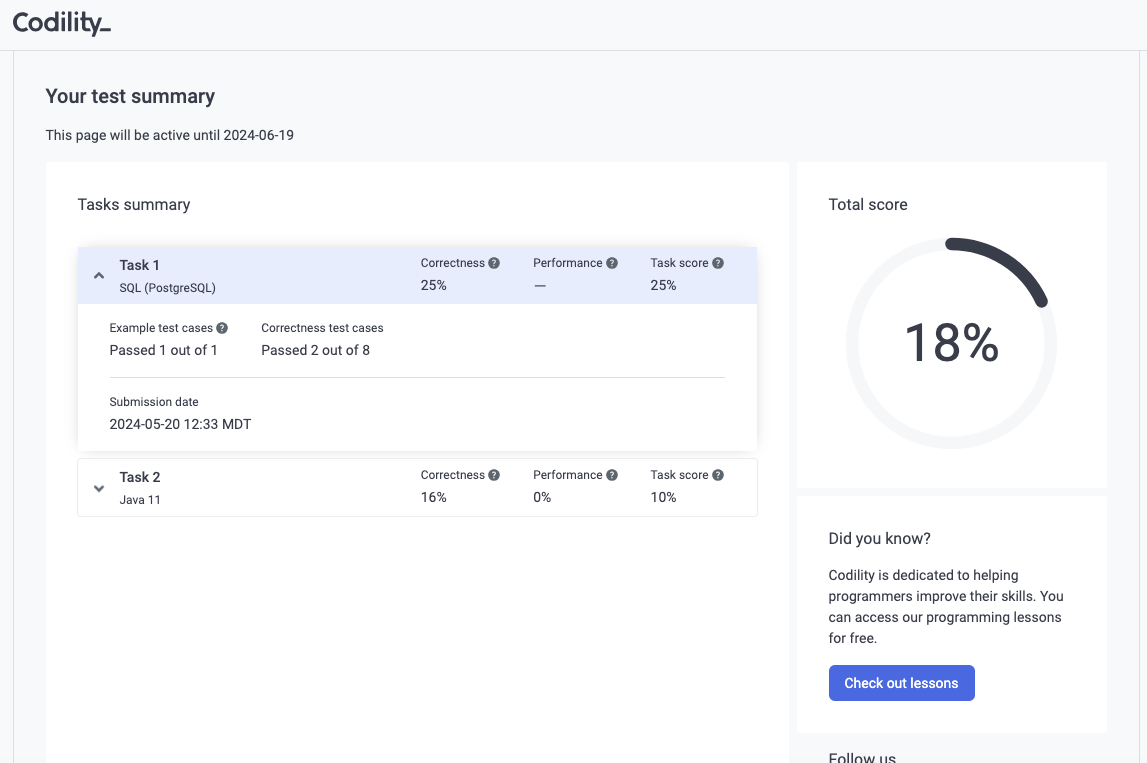 Codility_
Your test summary
This page will be active until 2024-06-19
Tasks summary
Task 1
SQL (PostgreSQL)
Correctness ?
25%
Performance ?
—
Task score ?
25%
Example test cases ?
Passed 1 out of 1
Correctness test cases
Passed 2 out of 8
Submission date
2024-05-20 12:33 MDT
Task 2
Java 11
Correctness ?
16%
Performance ?
0%
Task score ?
10%
Total score
18%
Did you know?
Codility is dedicated to helping
programmers improve their skills. You
can access our programming lessons
for free.
Check out lessons
Follow us